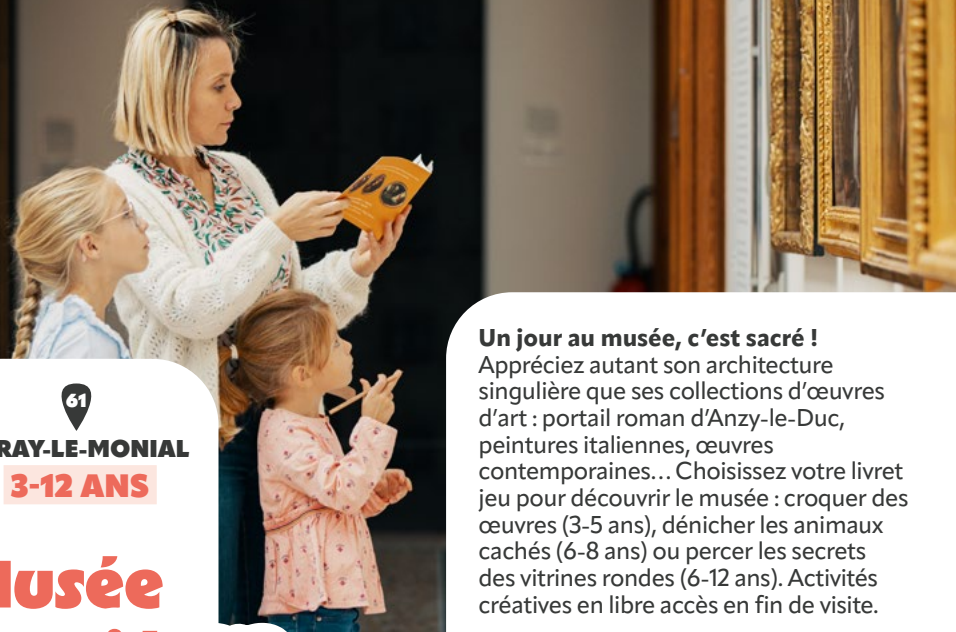 Un jour au musée, c’est sacré !
Appréciez autant son architecture
singulière que ses collections d’œuvres
d’art : portail roman d’Anzy-le-Duc,
peintures italiennes, œuvres
contemporaines… Choisissez votre livret
jeu pour découvrir le musée : croquer des
œuvres (3-5 ans), dénicher les animaux
cachés (6-8 ans) ou percer les secrets
des vitrines rondes (6-12 ans). Activités
créatives en libre accès en fin de visite.
61
RAY-LE-MONIAL
3-12 ANS
usée